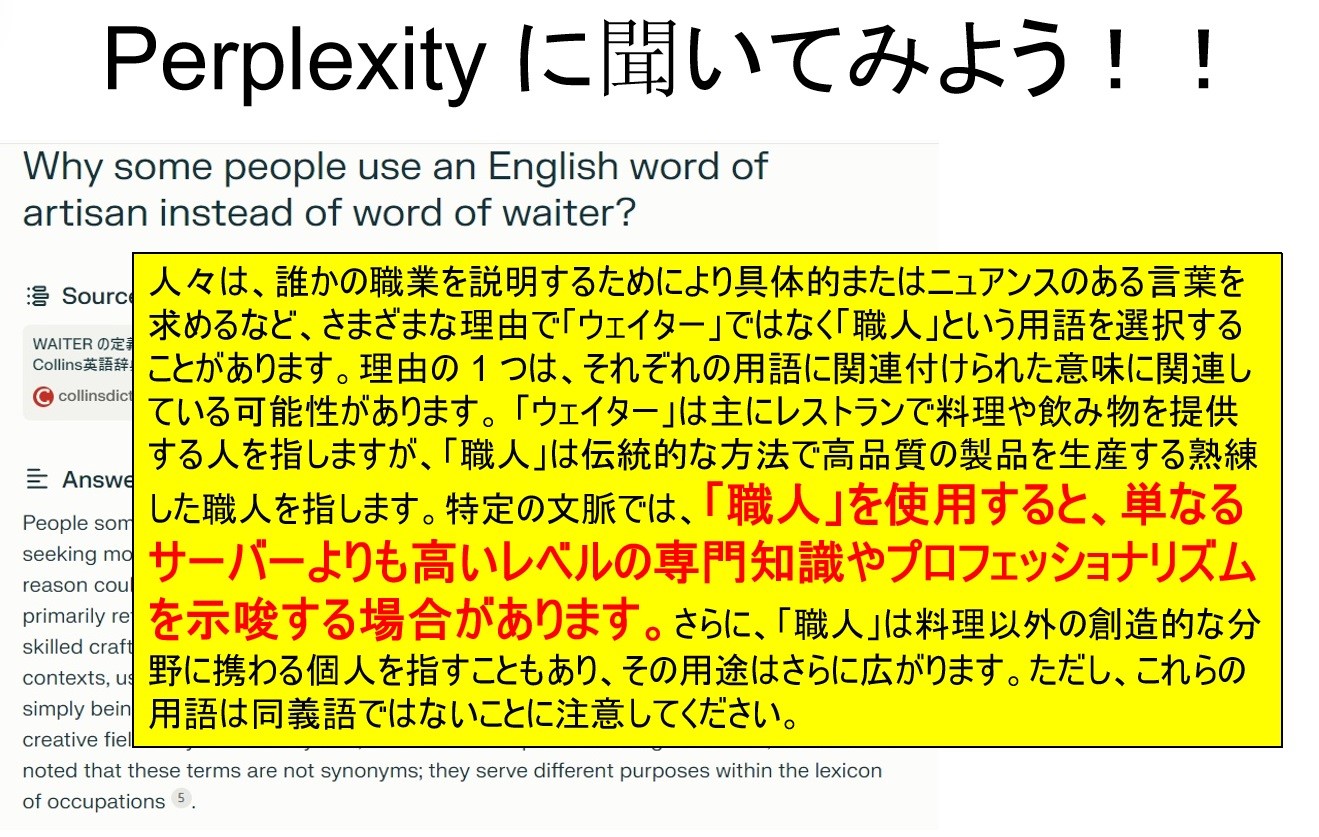 Perplexity に聞いてみよう！！
Why some people use an English word of
artisan instead of word of waiter?
Source
WAITER の定義
Collins英語辞
collinsdict
人々は、誰かの職業を説明するためにより具体的またはニュアンスのある言葉を
求めるなど、さまざまな理由で「ウェイター」ではなく「職人」という用語を選択する
ことがあります。理由の 1 つは、それぞれの用語に関連付けられた意味に関連し
ている可能性があります。「ウェイター」は主にレストランで料理や飲み物を提供
する人を指しますが、「職人」は伝統的な方法で高品質の製品を生産する熟練
した職人を指します。特定の文脈では、「職人」を使用すると、単なる
サーバーよりも高いレベルの専門知識やプロフェッショナリズム
を示唆する場合があります。さらに、「職人」は料理以外の創造的な分
野に携わる個人を指すこともあり、その用途はさらに広がります。ただし、これらの
用語は同義語ではないことに注意してください。
Answe
People som
seeking mo
reason coul
primarily re
skilled craft
contexts, us
simply bein
creative fiel
noted that these terms are not synonyms; they serve different purposes within the lexicon
of occupations 5 .